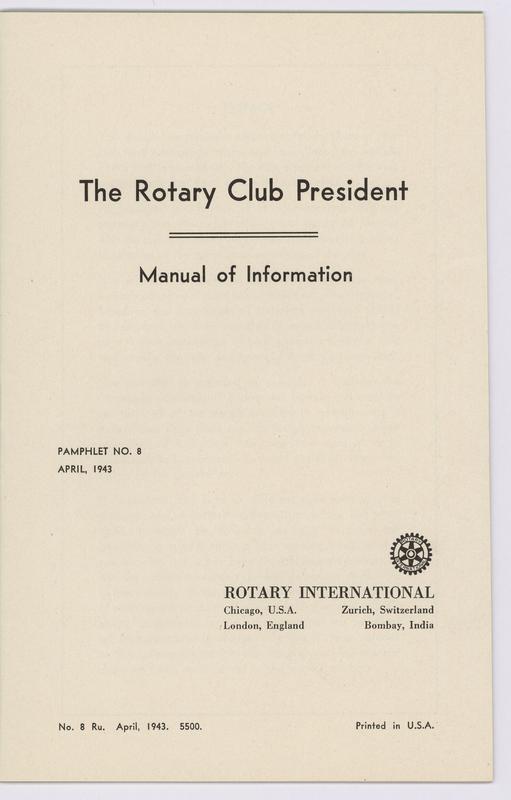 The Rotary Club President
Manual of Information
PAMPHLET NO. 8
APRIL, 1943
ROTARY INTERNATIONAL
Chicago, U.S.A. Zurich, Switzerland
London, England Bombay, India
No. 8 Ru. April, 1943. 5500. Printed in U.S.A.